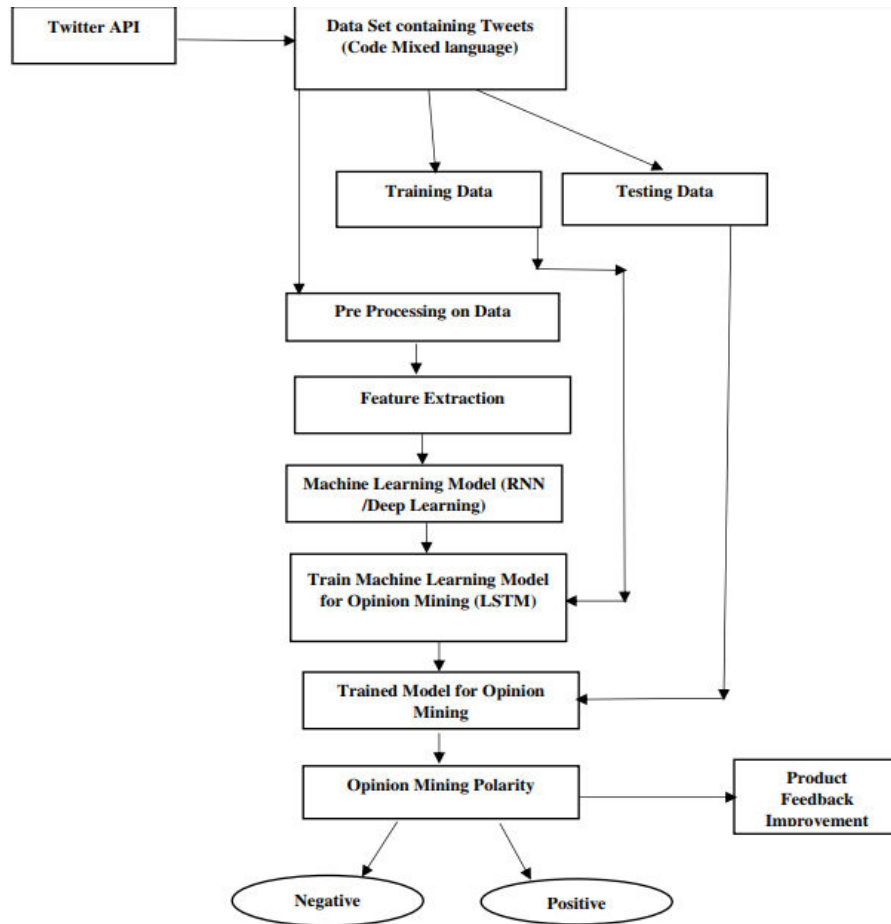 Twitter API
Data Set containing Tweets
(Code Mixed language)
Training Data
Testing Data
Pre Processing on Data
Feature Extraction
Machine Learning Model (RNN
/Deep Learning)
Train Machine Learning Model
for Opinion Mining (LSTM)
Trained Model for Opinion
Mining
Opinion Mining Polarity
Product
Feedback
Improvement
Negative
Positive